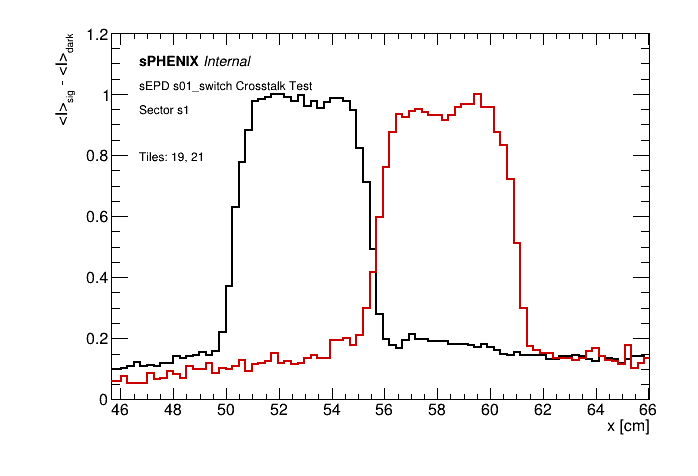 1.2
<I>sig - <I>dark
sPHENIX Internal
sEPD s01_switch Crosstalk Test
Sector s1
Tiles: 19, 21
1
0.8
0.6
0.4
0.2
0
46 48 50 52 54 56 58 60 62 64 66
x [cm]